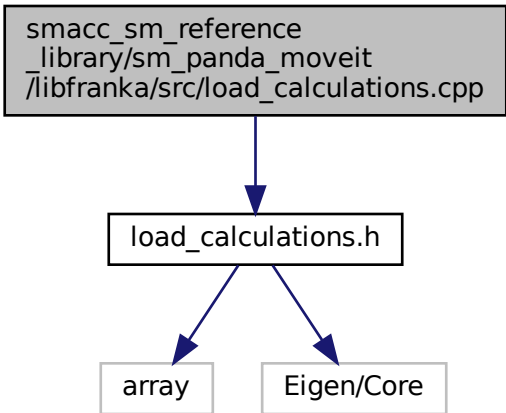 smacc_sm_reference
_library/sm_panda_moveit
/libfranka/src/load_calculations.cpp
load_calculations.h
array
Eigen/Core